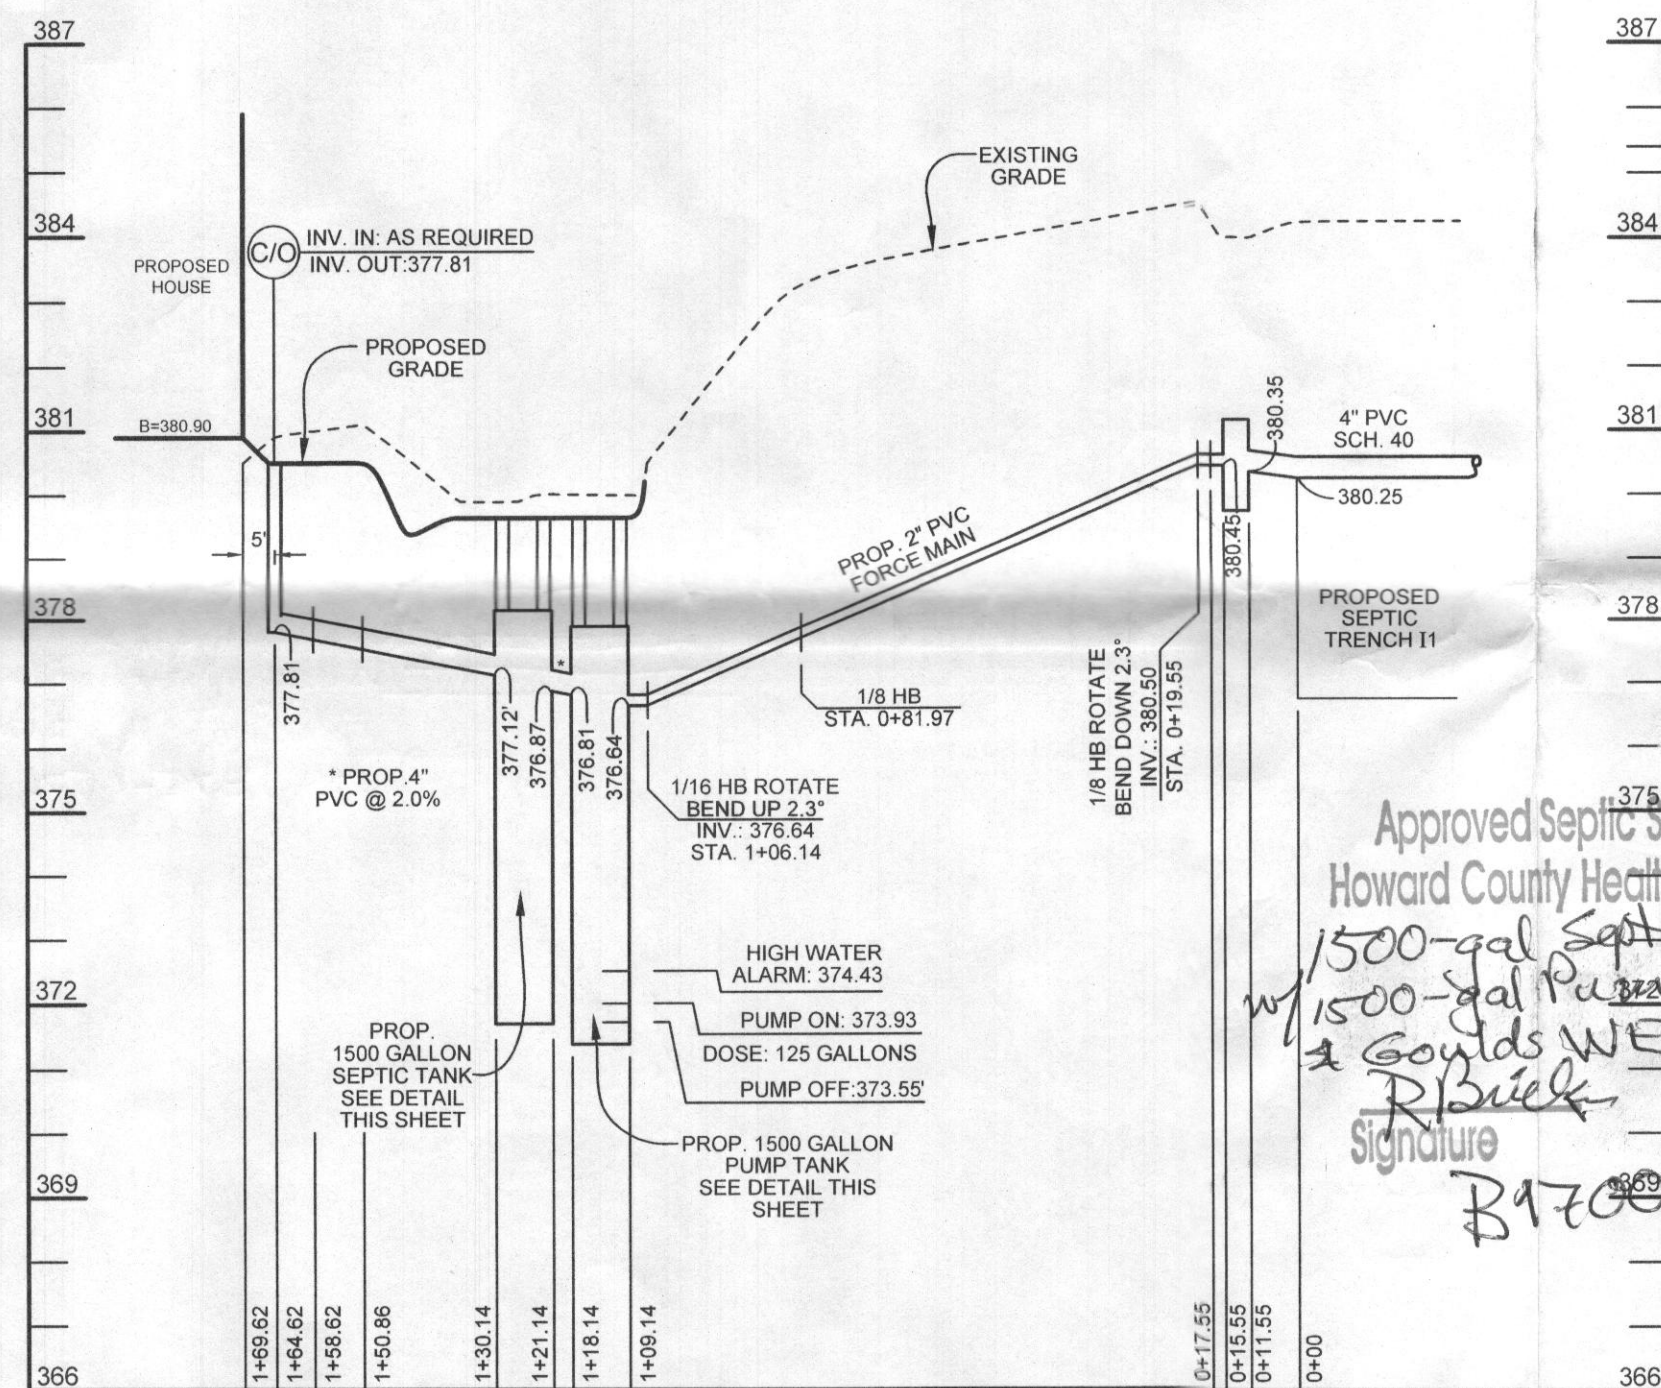 387
387
EXISTING
GRADE
384
384
C/O
INV. IN: AS REQUIRED
INV. OUT:377.81
PROPOSED
HOUSE
PROPOSED
GRADE
381
381
B=380.90
380.35
4" PVC
SCH. 40
380.25
5'
PROP. 2" PVC
FORCE MAIN
380.45
378
378
PROPOSED
SEPTIC
TRENCH I1
377.81
377.12'
376.87
*
376.81
376.64
1/8 HB
STA. 0+81.97
1/8 HB ROTATE
BEND DOWN 2.3°
INV.: 380.50
STA. 0+19.55
* PROP.4"
PVC @ 2.0%
375
375
1/16 HB ROTATE
BEND UP 2.3°
INV.: 376.64
STA. 1+06.14
Approved Septic S
Howard County Healt
1500-gal Sept
w/ 1500-gal Pum
& Goulds WE
R Brick
Signature
B9700
372
372
HIGH WATER
ALARM: 374.43
PUMP ON: 373.93
DOSE: 125 GALLONS
PUMP OFF:373.55'
PROP.
1500 GALLON
SEPTIC TANK
SEE DETAIL
THIS SHEET
PROP. 1500 GALLON
PUMP TANK
SEE DETAIL THIS
SHEET
369
369
366
366
1+69.62
1+64.62
1+58.62
1+50.86
1+30.14
1+21.14
1+18.14
1+09.14
0+17.55
0+15.55
0+11.55
0+00